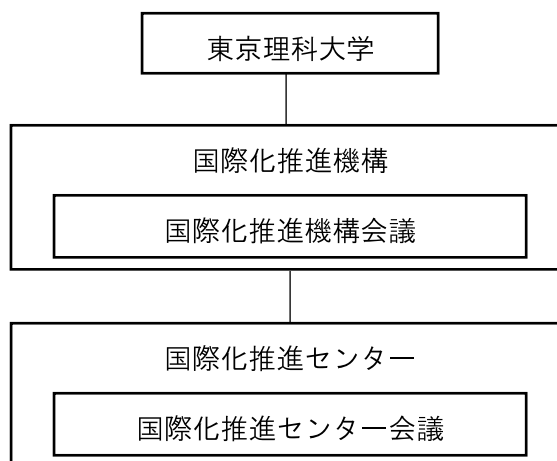 東京理科大学
国際化推進機構
国際化推進機構会議
国際化推進センター
国際化推進センター会議